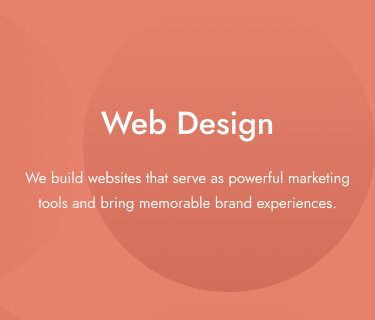 Web Design
We build websites that serve as powerful marketing
tools and bring memorable brand experiences.